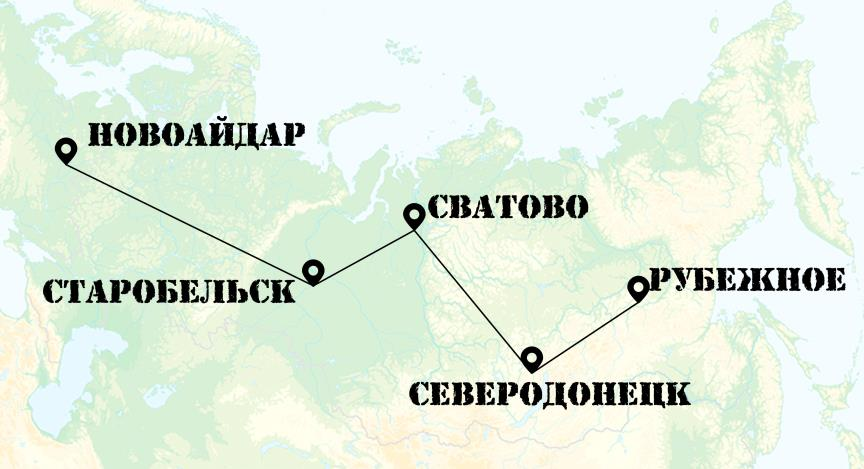 НОВОАЙДАР
СВАТОВО
РУБЕЖНОЕ
СТАРОБЕЛЬСК
СЕВЕРОДОНЕЦК